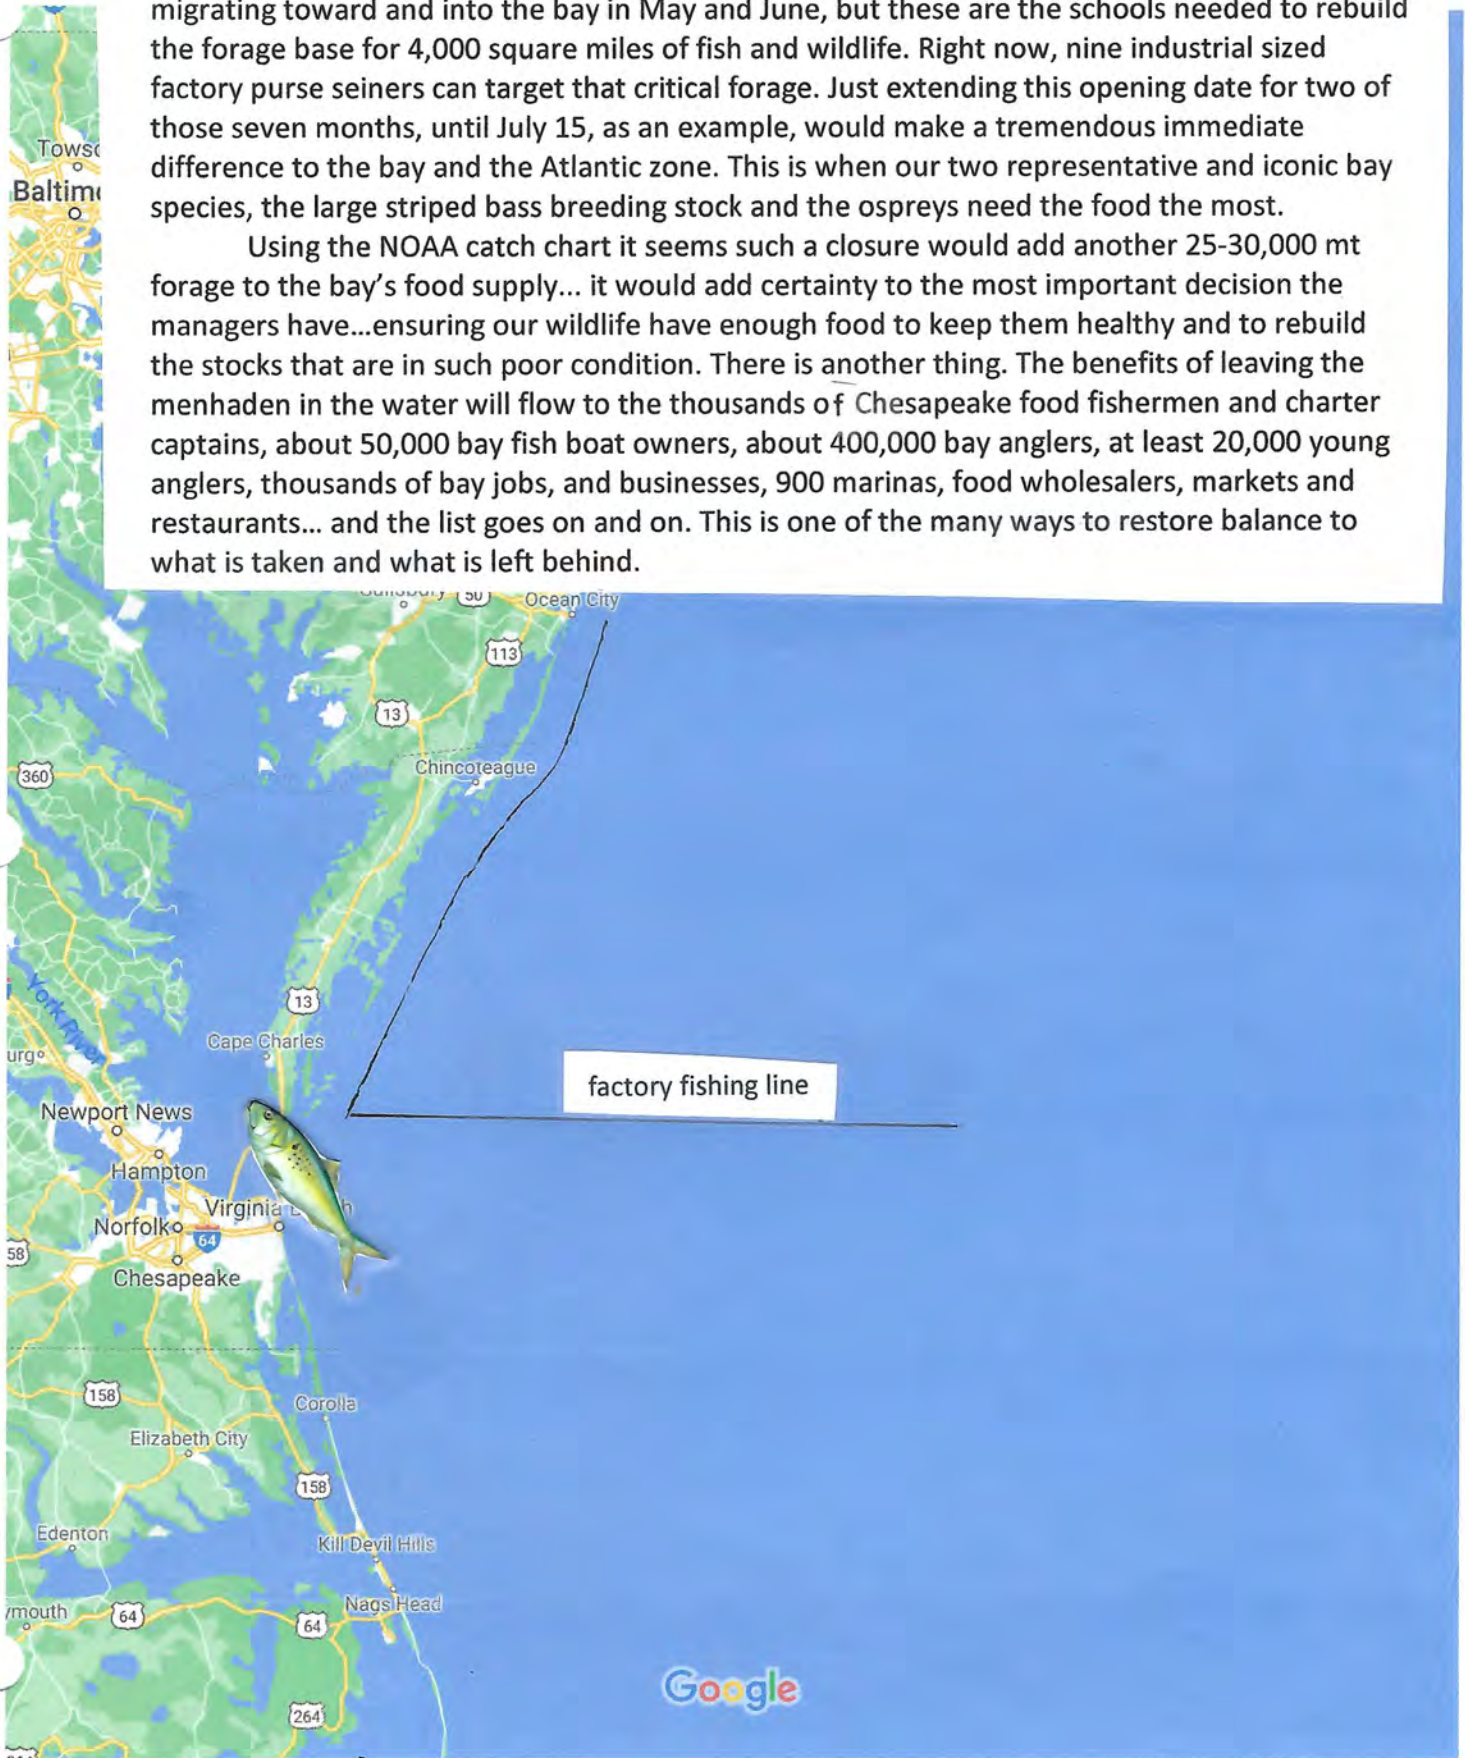 migrating toward and into the bay in May and June, but these are the schools needed to rebuild
the forage base for 4,000 square miles of fish and wildlife. Right now, nine industrial sized
factory purse seiners can target that critical forage. Just extending this opening date for two of
those seven months, until July 15, as an example, would make a tremendous immediate
difference to the bay and the Atlantic zone. This is when our two representative and iconic bay
species, the large striped bass breeding stock and the ospreys need the food the most.
Using the NOAA catch chart it seems such a closure would add another 25-30,000 mt
forage to the bay's food supply... it would add certainty to the most important decision the
managers have...ensuring our wildlife have enough food to keep them healthy and to rebuild
the stocks that are in such poor condition. There is another thing. The benefits of leaving the
menhaden in the water will flow to the thousands of Chesapeake food fishermen and charter
captains, about 50,000 bay fish boat owners, about 400,000 bay anglers, at least 20,000 young
anglers, thousands of bay jobs, and businesses, 900 marinas, food wholesalers, markets and
restaurants... and the list goes on and on. This is one of the many ways to restore balance to
what is taken and what is left behind.
Towso
Baltimo
50
Ocean City
113
13
Chincoteague
360
York River
13
Cape Charles
urg
factory fishing line
Newport News
Hampton
Virginia
Norfolk
64
58
Chesapeake
158
Corolla
Elizabeth City
158
Edenton
Kill Devil Hills
Nags Head
ymouth
64
64
Google
264